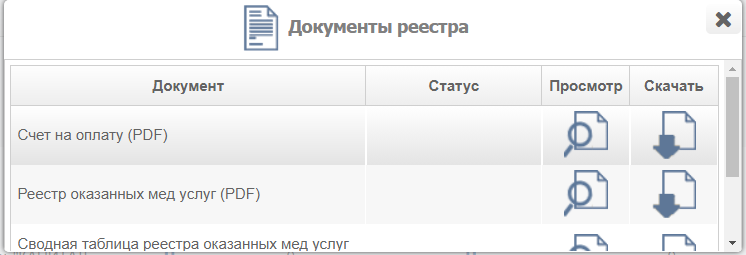 Документы реестра
Документ Статус Просмотр Скачать
Счет на оплату (PDF)
Реестр оказанных мед услуг (PDF)
Сводная таблица реестра оказанных мед услуг